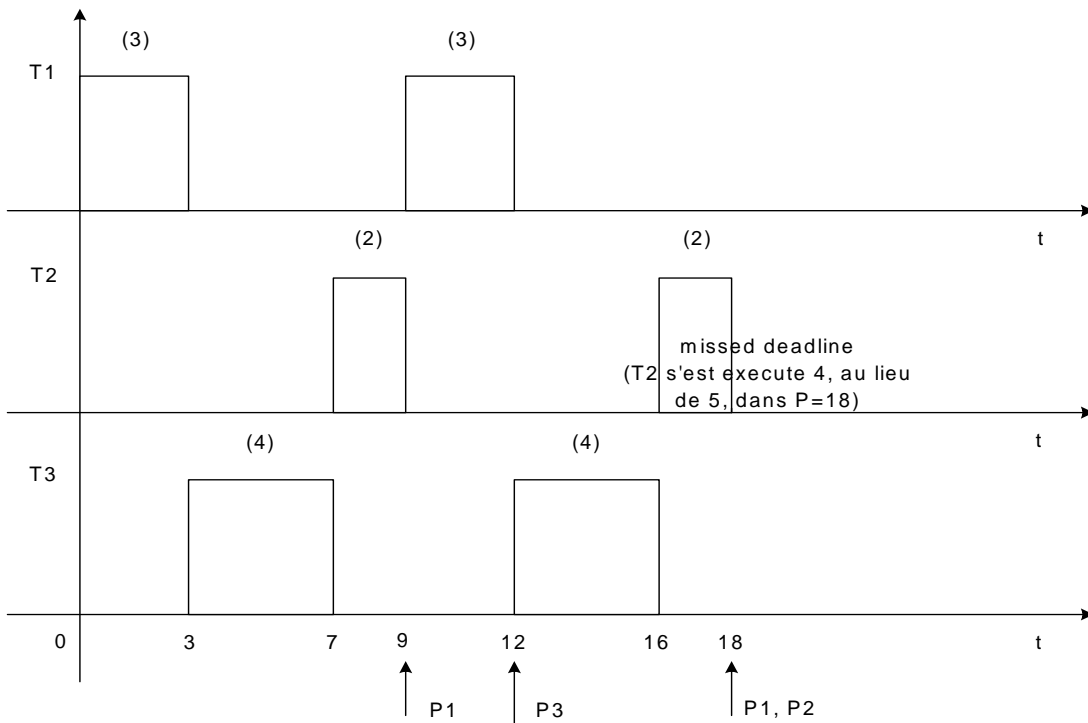 (3) (3)
T1
t
(2) (2)
T2
missed deadline
(T2 s'est execute 4, au lieu
de 5, dans P=18)
t
(4) (4)
T3
0 3 7 9 12 16 18 t
P1 P3 P1, P2